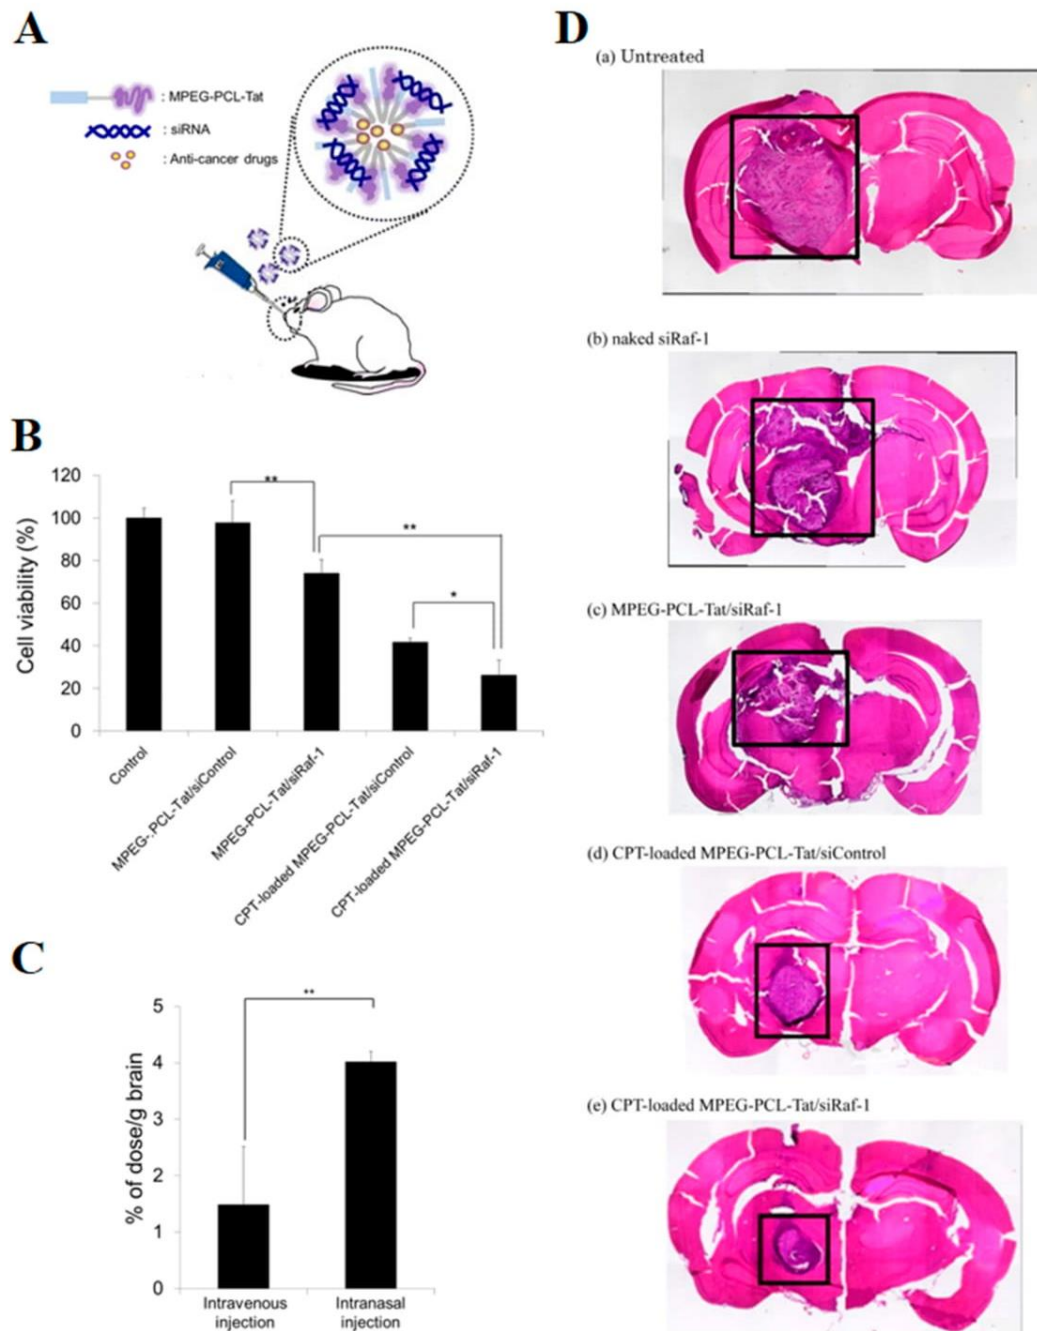 A
: MPEG-PCL-Tat
: siRNA
: Anti-cancer drugs
B
Cell viability (%)
120
100
80
60
40
20
0
**
**
*
Control
MPEG-.PCL-Tat/siControl
MPEG-PCL-Tat/siRaf-1
CPT-loaded MPEG-PCL-Tat/siControl
CPT-loaded MPEG-PCL-Tat/siRaf-1
C
% of dose/g brain
5
4
3
2
1
0
**
Intravenous
injection
Intranasal
injection
D
(a) Untreated
(b) naked siRaf-1
(c) MPEG-PCL-Tat/siRaf-1
(d) CPT-loaded MPEG-PCL-Tat/siControl
(e) CPT-loaded MPEG-PCL-Tat/siRaf-1